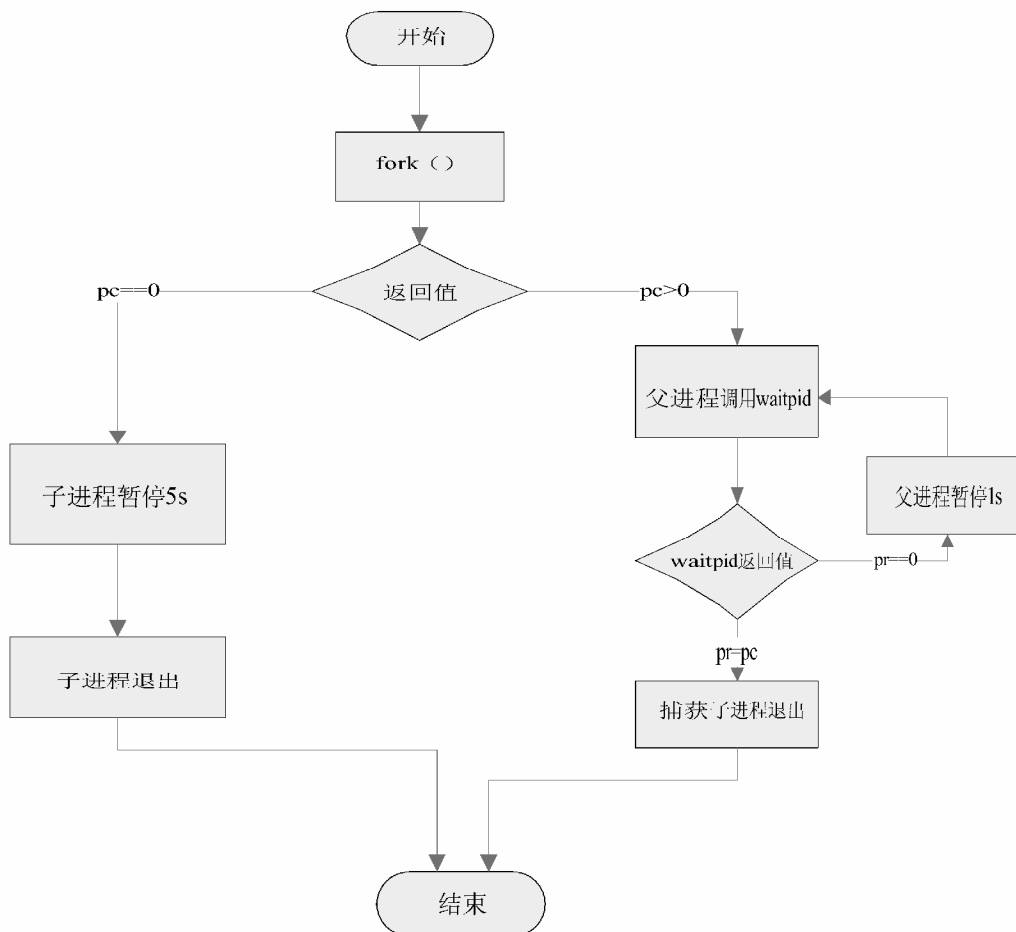 开始
fork（）
返回值
pc==0
pc>0
父进程调用waitpid
子进程暂停5s
父进程暂停1s
waitpid返回值
pr==0
pr=pc
子进程退出
捕获子进程退出
结束